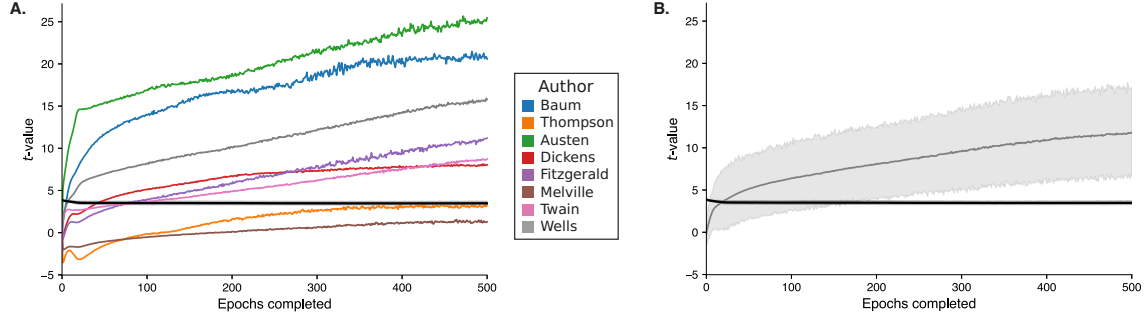 A.
25
20
15
10
5
0
−5
t-value
0 100 200 300 400 500
Epochs completed
Author
Baum
Thompson
Austen
Dickens
Fitzgerald
Melville
Twain
Wells
B.
25
20
15
10
5
0
−5
t-value
0 100 200 300 400 500
Epochs completed